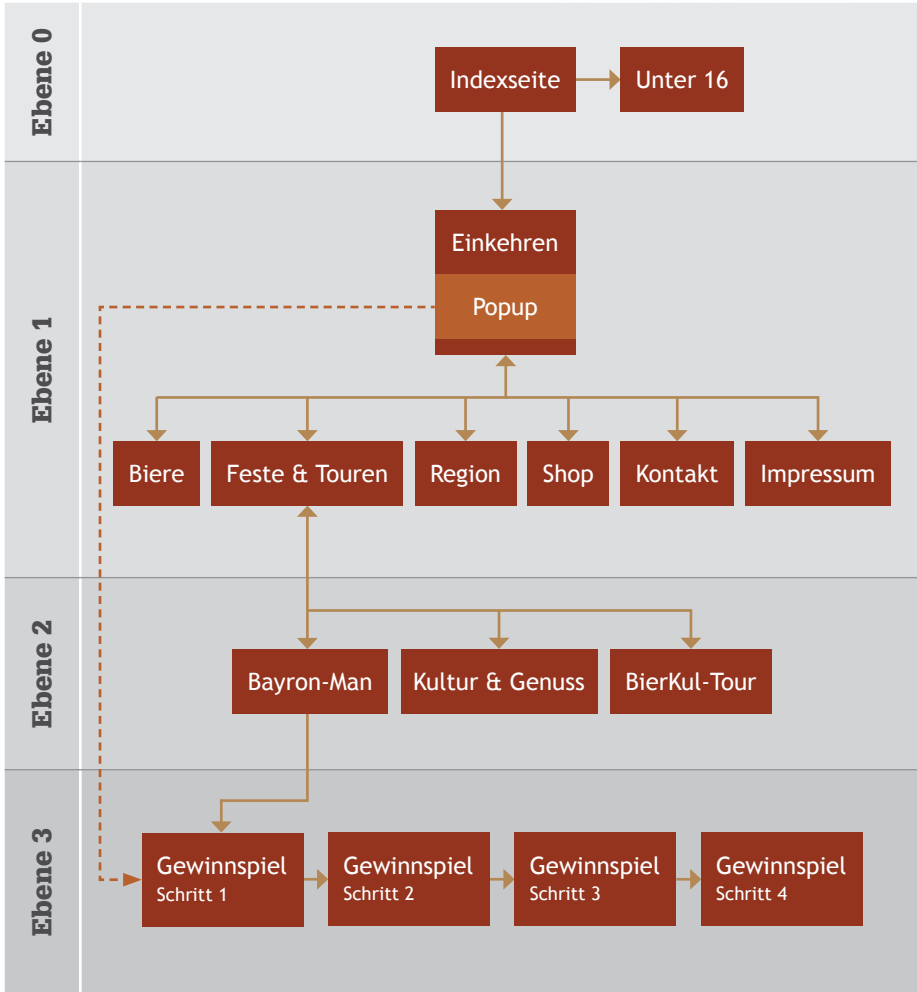 Ebene 0
Indexseite
Unter 16
Ebene 1
Einkehren
Popup
Biere
Feste & Touren
Region
Shop
Kontakt
Impressum
Ebene 2
Bayron-Man
Kultur & Genuss
BierKul-Tour
Ebene 3
Gewinnspiel
Schritt 1
Gewinnspiel
Schritt 2
Gewinnspiel
Schritt 3
Gewinnspiel
Schritt 4